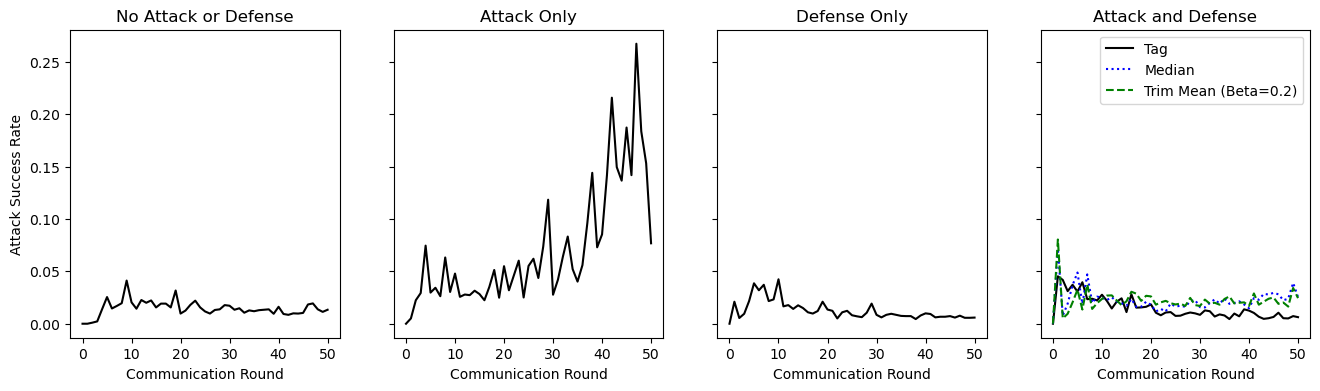 No Attack or Defense
Attack Only
Defense Only
Attack and Defense
Attack Success Rate
0.25
0.20
0.15
0.10
0.05
0.00
Tag
Median
Trim Mean (Beta=0.2)
0 10 20 30 40 50
0 10 20 30 40 50
0 10 20 30 40 50
0 10 20 30 40 50
Communication Round
Communication Round
Communication Round
Communication Round